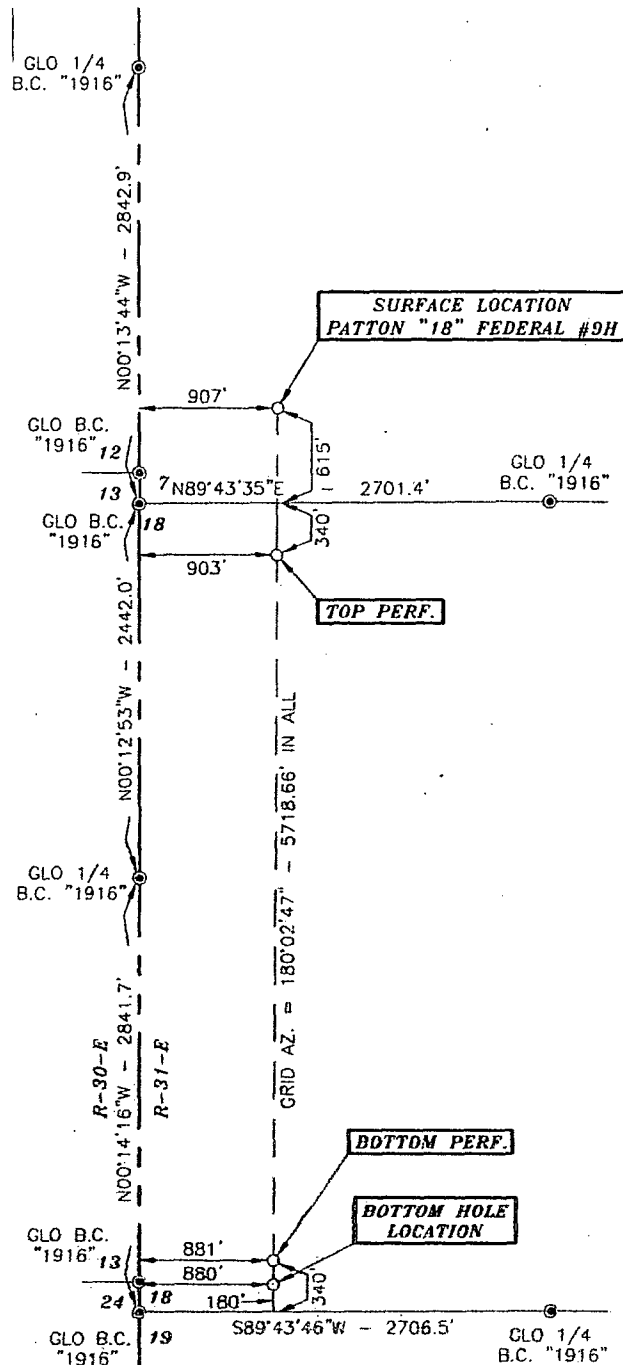 GLO 1/4
B.C. "1916"
N00°13'44"W - 2842.9'
SURFACE LOCATION
PATTON "18" FEDERAL #9H
907'
GLO B.C.
"1916"
12
615'
7
N89°43'35"E
2701.4'
GLO 1/4
B.C. "1916"
13
GLO B.C.
"1916"
18
340'
903'
TOP PERF.
N00°12'53"W - 2442.0'
GLO 1/4
B.C. "1916"
GRID AZ. = 180°02'47" - 5718.66' IN ALL
N00°14'16"W - 2841.7'
R-30-E
R-31-E
BOTTOM PERF.
BOTTOM HOLE
LOCATION
GLO B.C.
"1916"
13
881'
880'
24
18
180'
340'
S89°43'46"W - 2706.5'
GLO B.C.
"1916"
19
GLO 1/4
B.C. "1916"